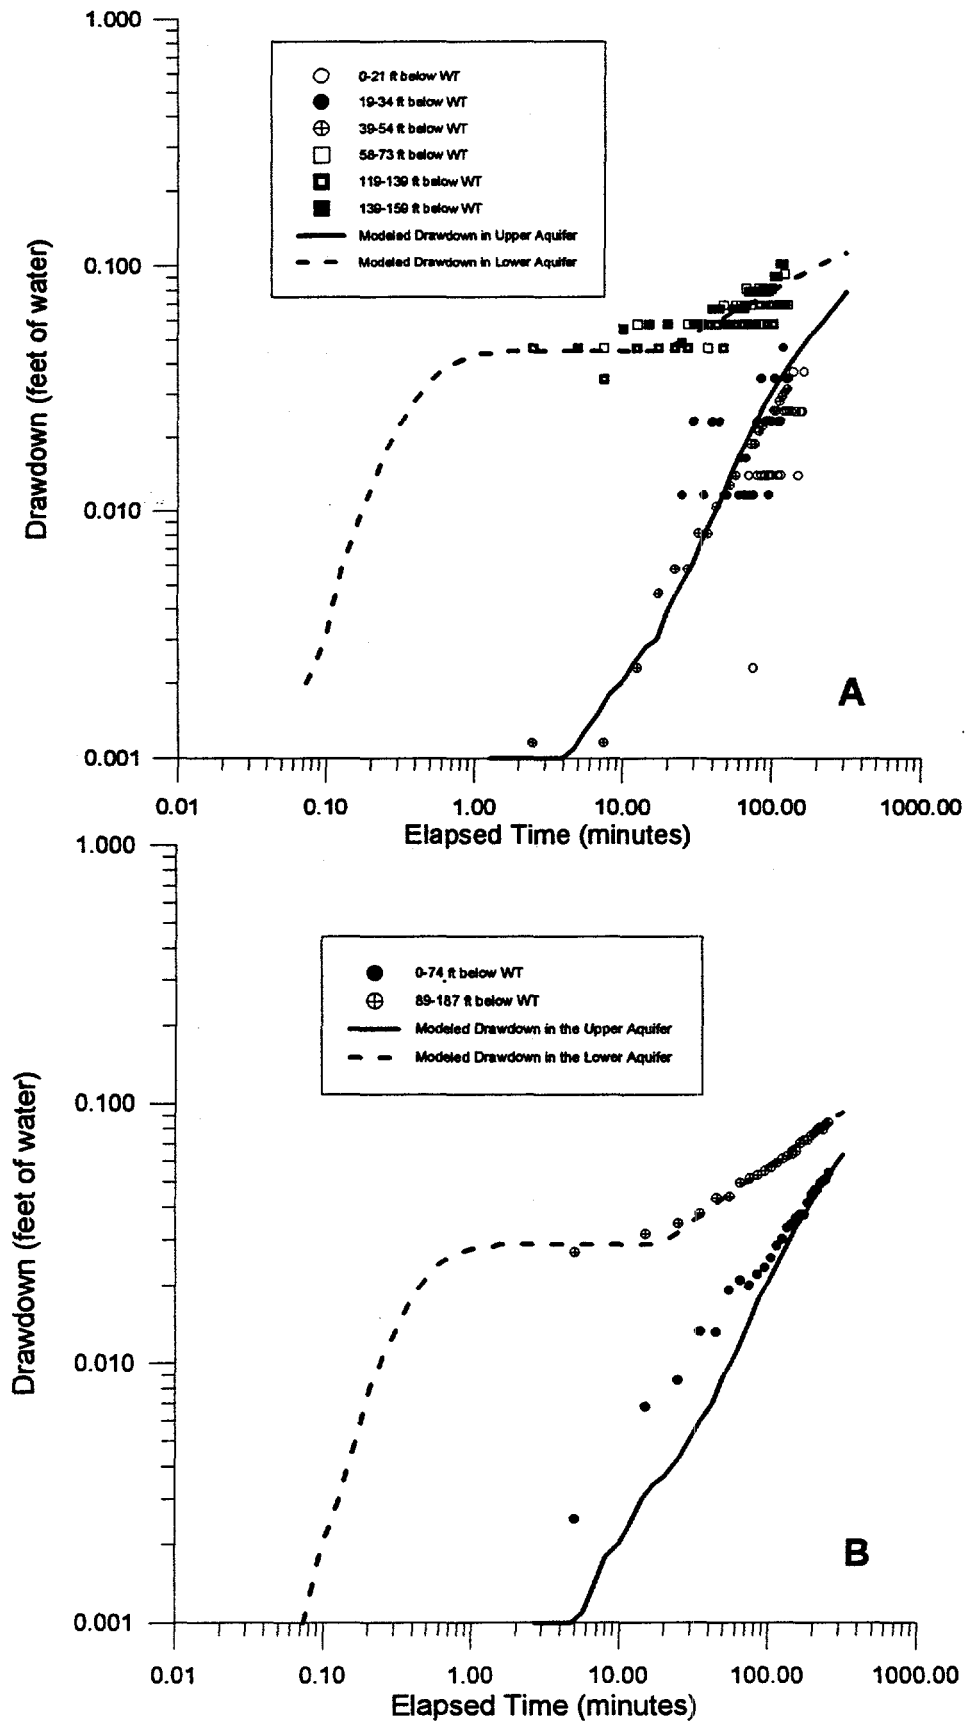 1.000
0-21 ft below WT
19-34 ft below WT
39-54 ft below WT
58-73 ft below WT
119-139 ft below WT
139-159 ft below WT
Modeled Drawdown in Upper Aquifer
Modeled Drawdown in Lower Aquifer
0.100
Drawdown (feet of water)
0.010
A
0.001
0.01 0.10 1.00 10.00 100.00 1000.00
Elapsed Time (minutes)
1.000
0-74 ft below WT
89-187 ft below WT
Modeled Drawdown in the Upper Aquifer
Modeled Drawdown in the Lower Aquifer
0.100
Drawdown (feet of water)
0.010
B
0.001
0.01 0.10 1.00 10.00 100.00 1000.00
Elapsed Time (minutes)